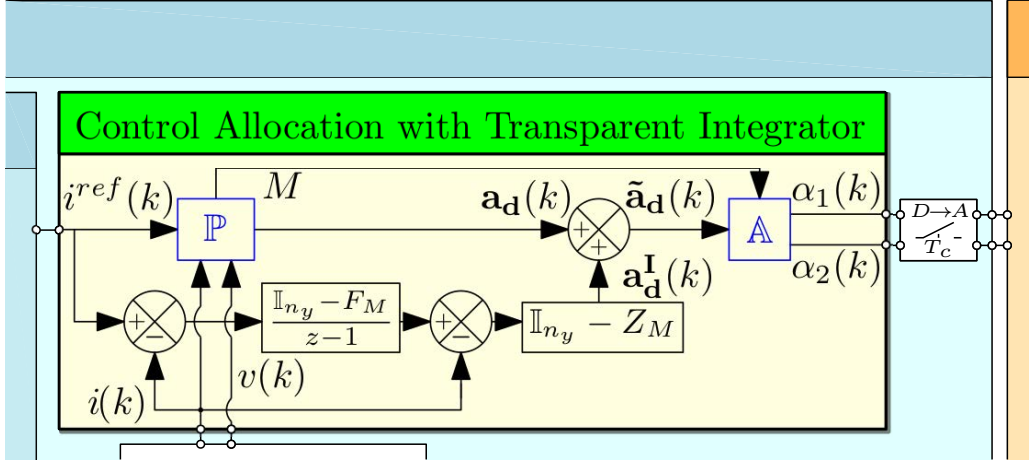 Control Allocation with Transparent Integrator
i^{ref}(k)
M
a_d(k)
ã_d(k)
α_1(k)
ℙ
+
+
𝔸
D→A
T_c
α_2(k)
a_d^I(k)
+
−
𝕀_{n_y} − F_M
z−1
+
−
𝕀_{n_y} − Z_M
v(k)
i(k)